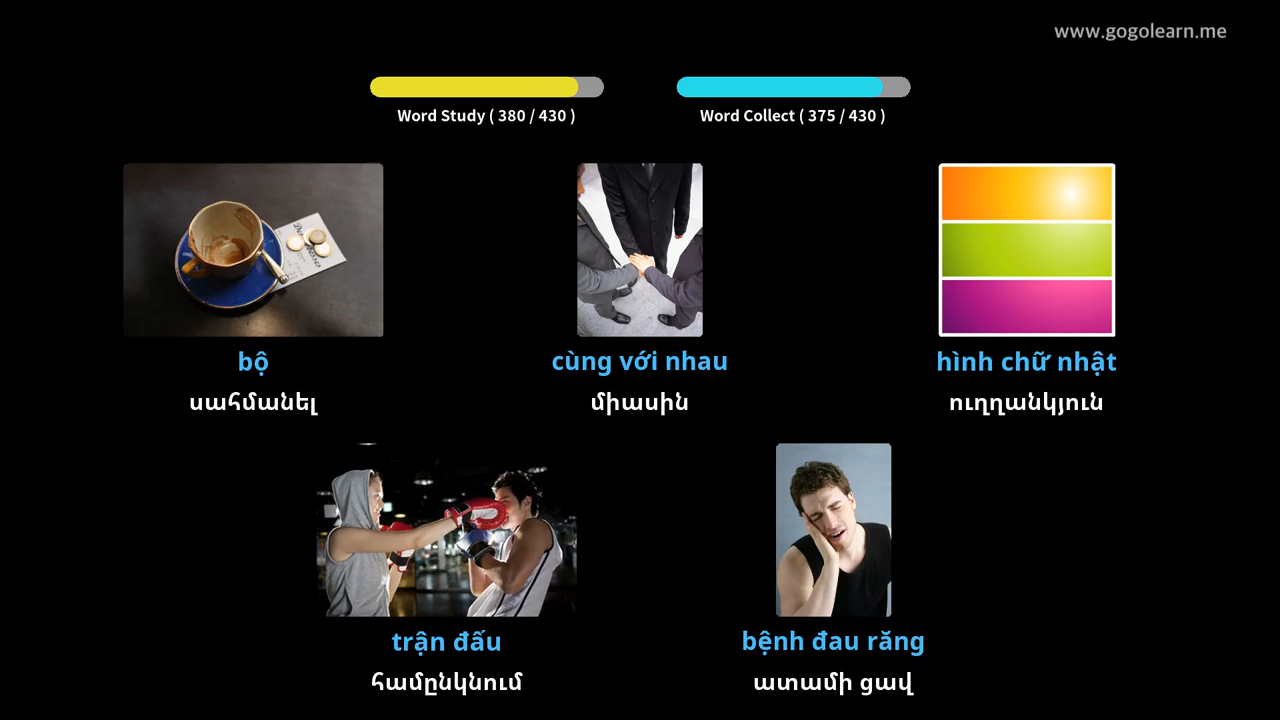 www.gogolearn.me
Word Study ( 380 / 430 )
Word Collect ( 375 / 430 )
bộ
սահմանել
cùng với nhau
միասին
hình chữ nhật
ուղղանկյուն
trận đấu
համընկնում
bệnh đau răng
ատամի ցավ